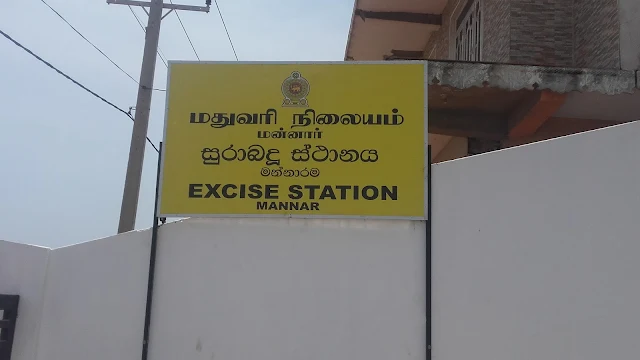 மதுவரி நிலையம்
மன்னார்
සුරාබදු ස්ථානය
මන්නාරම
EXCISE STATION
MANNAR